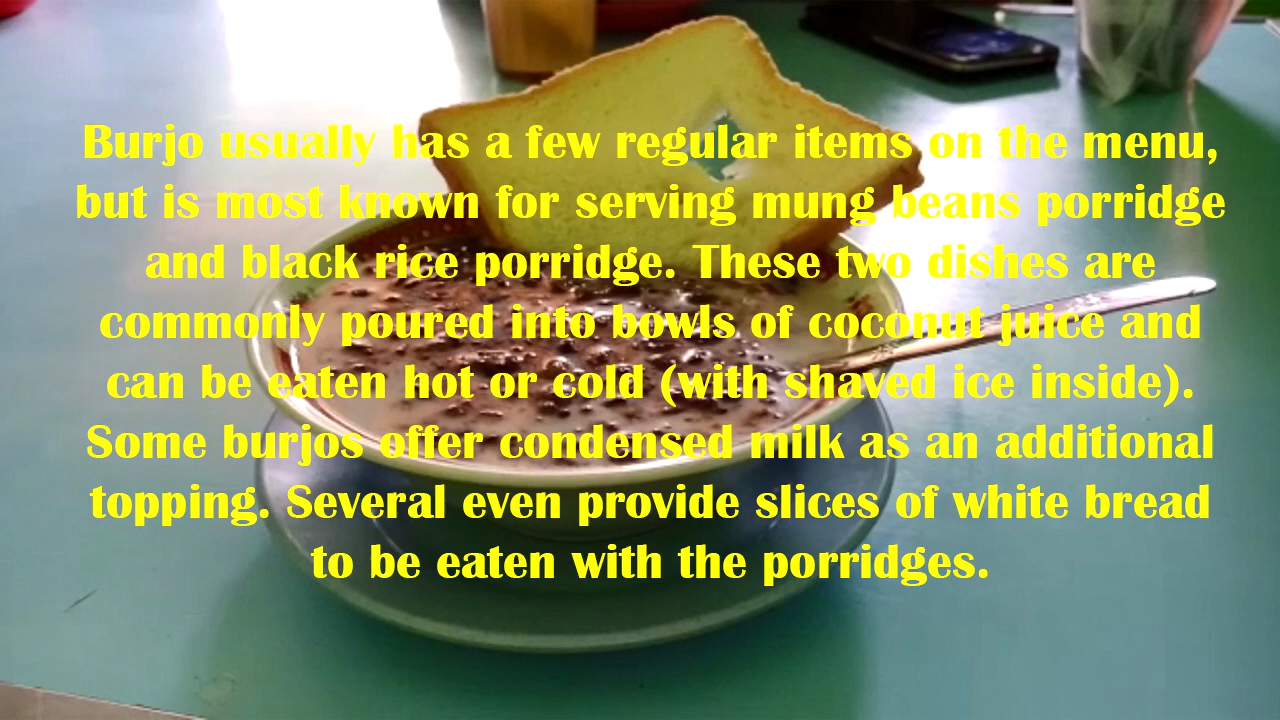 Burjo usually has a few regular items on the menu,
but is most known for serving mung beans porridge
and black rice porridge. These two dishes are
commonly poured into bowls of coconut juice and
can be eaten hot or cold (with shaved ice inside).
Some burjos offer condensed milk as an additional
topping. Several even provide slices of white bread
to be eaten with the porridges.